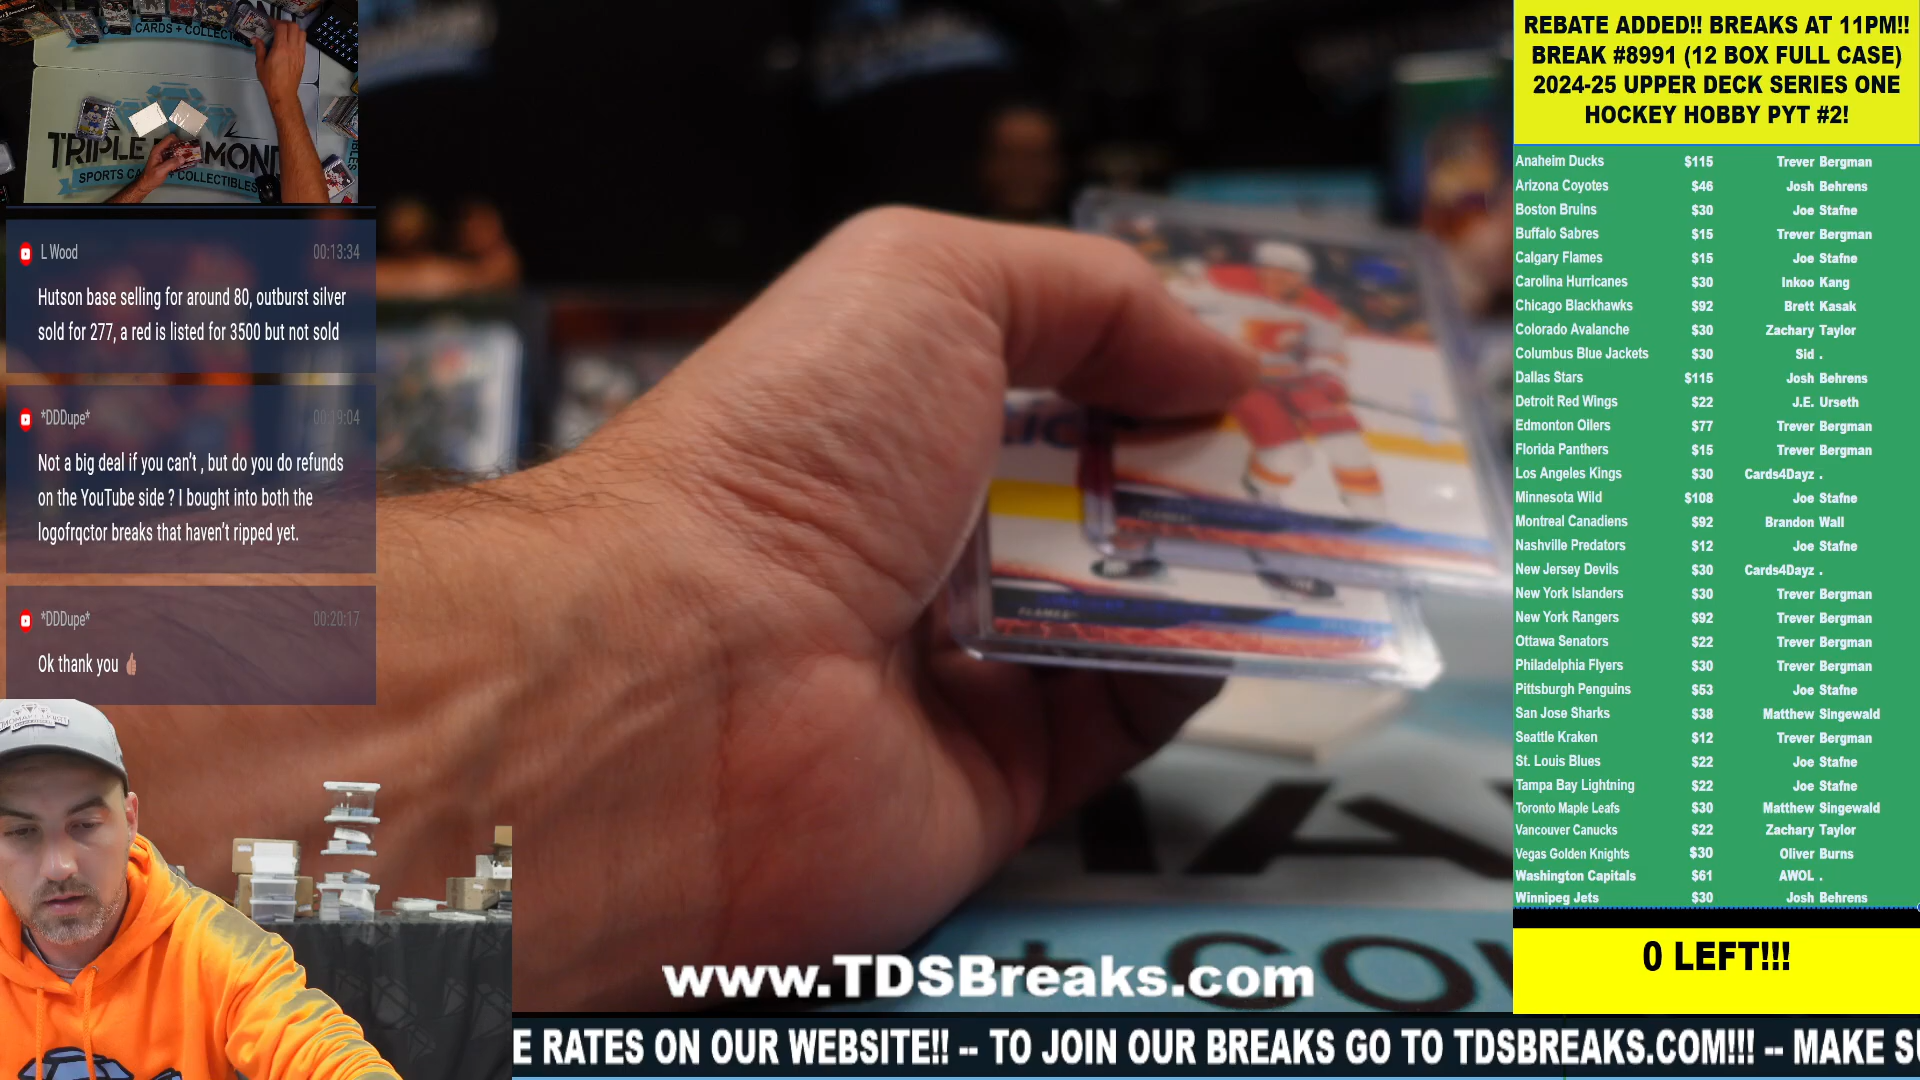 CARDS + COLLECTIBLES
TRIPLE DIAMOND
SPORTS CARDS + COLLECTIBLES
L Wood 00:13:34
Hutson base selling for around 80, outburst silver
sold for 277, a red is listed for 3500 but not sold
*DDDupe* 00:19:04
Not a big deal if you can't , but do you do refunds
on the YouTube side ? I bought into both the
logofrqctor breaks that haven't ripped yet.
*DDDupe* 00:20:17
Ok thank you 👍🏼
FLAMES
www.TDSBreaks.com
E RATES ON OUR WEBSITE!! -- TO JOIN OUR BREAKS GO TO TDSBREAKS.COM!!! -- MAKE SU
REBATE ADDED!! BREAKS AT 11PM!!
BREAK #8991 (12 BOX FULL CASE)
2024-25 UPPER DECK SERIES ONE
HOCKEY HOBBY PYT #2!
Anaheim Ducks $115 Trever Bergman
Arizona Coyotes $46 Josh Behrens
Boston Bruins $30 Joe Stafne
Buffalo Sabres $15 Trever Bergman
Calgary Flames $15 Joe Stafne
Carolina Hurricanes $30 Inkoo Kang
Chicago Blackhawks $92 Brett Kasak
Colorado Avalanche $30 Zachary Taylor
Columbus Blue Jackets $30 Sid .
Dallas Stars $115 Josh Behrens
Detroit Red Wings $22 J.E. Urseth
Edmonton Oilers $77 Trever Bergman
Florida Panthers $15 Trever Bergman
Los Angeles Kings $30 Cards4Dayz .
Minnesota Wild $108 Joe Stafne
Montreal Canadiens $92 Brandon Wall
Nashville Predators $12 Joe Stafne
New Jersey Devils $30 Cards4Dayz .
New York Islanders $30 Trever Bergman
New York Rangers $92 Trever Bergman
Ottawa Senators $22 Trever Bergman
Philadelphia Flyers $30 Trever Bergman
Pittsburgh Penguins $53 Joe Stafne
San Jose Sharks $38 Matthew Singewald
Seattle Kraken $12 Trever Bergman
St. Louis Blues $22 Joe Stafne
Tampa Bay Lightning $22 Joe Stafne
Toronto Maple Leafs $30 Matthew Singewald
Vancouver Canucks $22 Zachary Taylor
Vegas Golden Knights $30 Oliver Burns
Washington Capitals $61 AWOL .
Winnipeg Jets $30 Josh Behrens
0 LEFT!!!